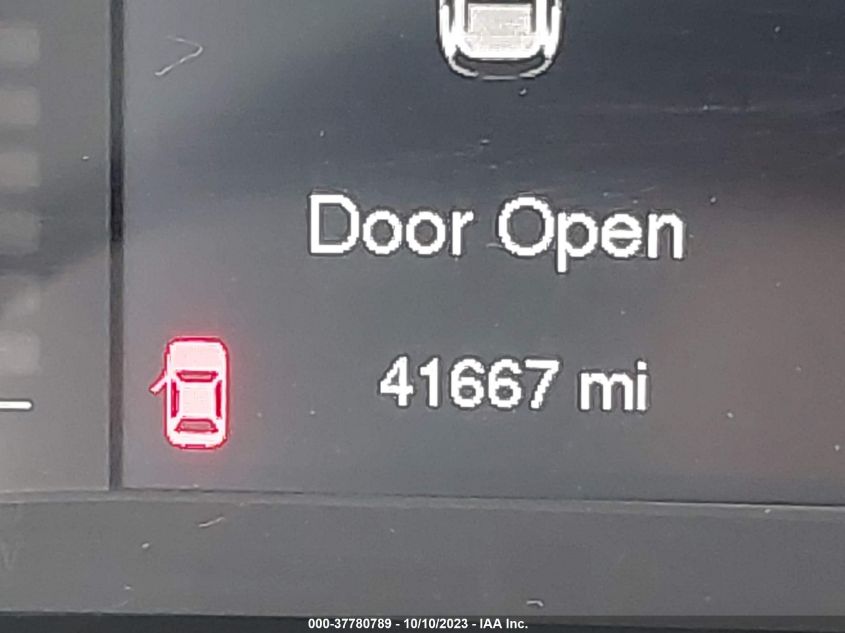 Door Open
41667 mi
000-37780789 - 10/10/2023 - IAA Inc.